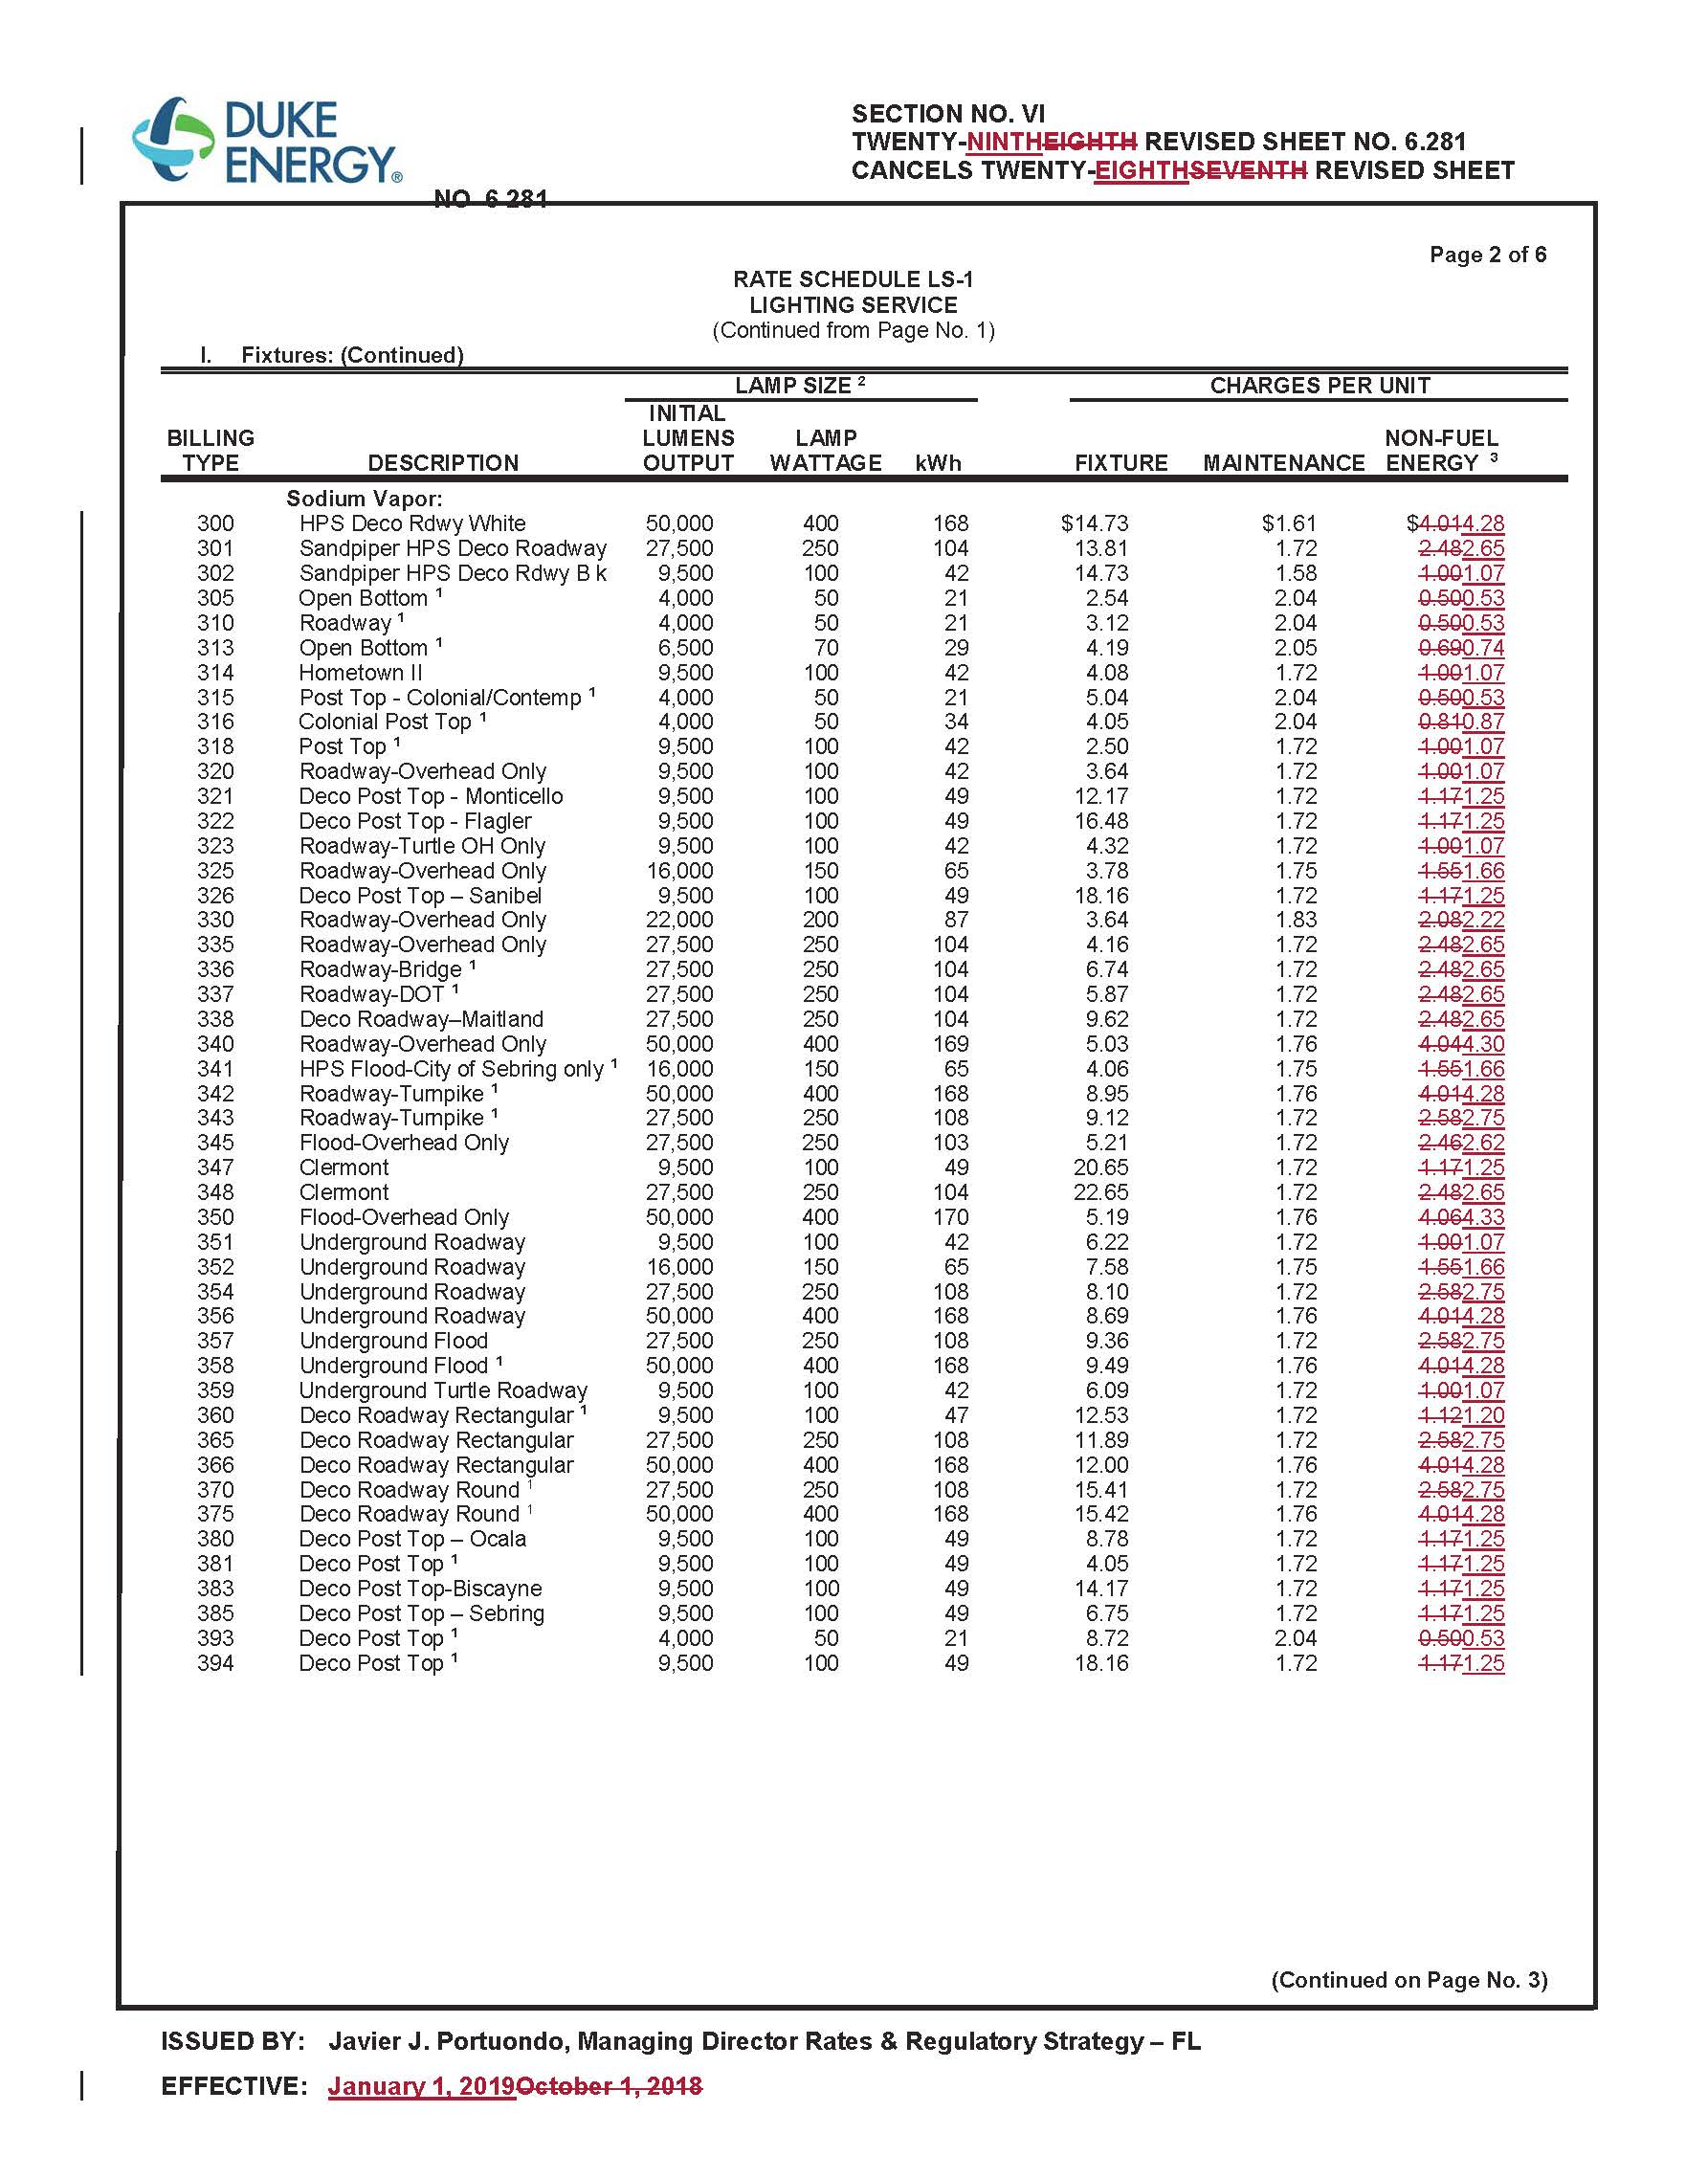 DUKE
ENERGY®
SECTION NO. VI
TWENTY-NINTHEIGHTH REVISED SHEET NO. 6.281
CANCELS TWENTY-EIGHTHSEVENTH REVISED SHEET
NO. 6.281
Page 2 of 6
RATE SCHEDULE LS-1
LIGHTING SERVICE
(Continued from Page No. 1)
I. Fixtures: (Continued)
LAMP SIZE ² CHARGES PER UNIT
INITIAL
BILLING LUMENS LAMP NON-FUEL
TYPE DESCRIPTION OUTPUT WATTAGE kWh FIXTURE MAINTENANCE ENERGY ³
Sodium Vapor:
300 HPS Deco Rdwy White 50,000 400 168 $14.73 $1.61 $4.014.28
301 Sandpiper HPS Deco Roadway 27,500 250 104 13.81 1.72 2.482.65
302 Sandpiper HPS Deco Rdwy B k 9,500 100 42 14.73 1.58 1.001.07
305 Open Bottom ¹ 4,000 50 21 2.54 2.04 0.500.53
310 Roadway ¹ 4,000 50 21 3.12 2.04 0.500.53
313 Open Bottom ¹ 6,500 70 29 4.19 2.05 0.690.74
314 Hometown II 9,500 100 42 4.08 1.72 1.001.07
315 Post Top - Colonial/Contemp ¹ 4,000 50 21 5.04 2.04 0.500.53
316 Colonial Post Top ¹ 4,000 50 34 4.05 2.04 0.810.87
318 Post Top ¹ 9,500 100 42 2.50 1.72 1.001.07
320 Roadway-Overhead Only 9,500 100 42 3.64 1.72 1.001.07
321 Deco Post Top - Monticello 9,500 100 49 12.17 1.72 1.171.25
322 Deco Post Top - Flagler 9,500 100 49 16.48 1.72 1.171.25
323 Roadway-Turtle OH Only 9,500 100 42 4.32 1.72 1.001.07
325 Roadway-Overhead Only 16,000 150 65 3.78 1.75 1.551.66
326 Deco Post Top – Sanibel 9,500 100 49 18.16 1.72 1.171.25
330 Roadway-Overhead Only 22,000 200 87 3.64 1.83 2.082.22
335 Roadway-Overhead Only 27,500 250 104 4.16 1.72 2.482.65
336 Roadway-Bridge ¹ 27,500 250 104 6.74 1.72 2.482.65
337 Roadway-DOT ¹ 27,500 250 104 5.87 1.72 2.482.65
338 Deco Roadway–Maitland 27,500 250 104 9.62 1.72 2.482.65
340 Roadway-Overhead Only 50,000 400 169 5.03 1.76 4.044.30
341 HPS Flood-City of Sebring only ¹ 16,000 150 65 4.06 1.75 1.551.66
342 Roadway-Turnpike ¹ 50,000 400 168 8.95 1.76 4.014.28
343 Roadway-Turnpike ¹ 27,500 250 108 9.12 1.72 2.582.75
345 Flood-Overhead Only 27,500 250 103 5.21 1.72 2.462.62
347 Clermont 9,500 100 49 20.65 1.72 1.171.25
348 Clermont 27,500 250 104 22.65 1.72 2.482.65
350 Flood-Overhead Only 50,000 400 170 5.19 1.76 4.064.33
351 Underground Roadway 9,500 100 42 6.22 1.72 1.001.07
352 Underground Roadway 16,000 150 65 7.58 1.75 1.551.66
354 Underground Roadway 27,500 250 108 8.10 1.72 2.582.75
356 Underground Roadway 50,000 400 168 8.69 1.76 4.014.28
357 Underground Flood 27,500 250 108 9.36 1.72 2.582.75
358 Underground Flood ¹ 50,000 400 168 9.49 1.76 4.014.28
359 Underground Turtle Roadway 9,500 100 42 6.09 1.72 1.001.07
360 Deco Roadway Rectangular ¹ 9,500 100 47 12.53 1.72 1.121.20
365 Deco Roadway Rectangular 27,500 250 108 11.89 1.72 2.582.75
366 Deco Roadway Rectangular 50,000 400 168 12.00 1.76 4.014.28
370 Deco Roadway Round ¹ 27,500 250 108 15.41 1.72 2.582.75
375 Deco Roadway Round ¹ 50,000 400 168 15.42 1.76 4.014.28
380 Deco Post Top – Ocala 9,500 100 49 8.78 1.72 1.171.25
381 Deco Post Top ¹ 9,500 100 49 4.05 1.72 1.171.25
383 Deco Post Top-Biscayne 9,500 100 49 14.17 1.72 1.171.25
385 Deco Post Top – Sebring 9,500 100 49 6.75 1.72 1.171.25
393 Deco Post Top ¹ 4,000 50 21 8.72 2.04 0.500.53
394 Deco Post Top ¹ 9,500 100 49 18.16 1.72 1.171.25
(Continued on Page No. 3)
ISSUED BY: Javier J. Portuondo, Managing Director Rates & Regulatory Strategy – FL
EFFECTIVE: January 1, 2019October 1, 2018